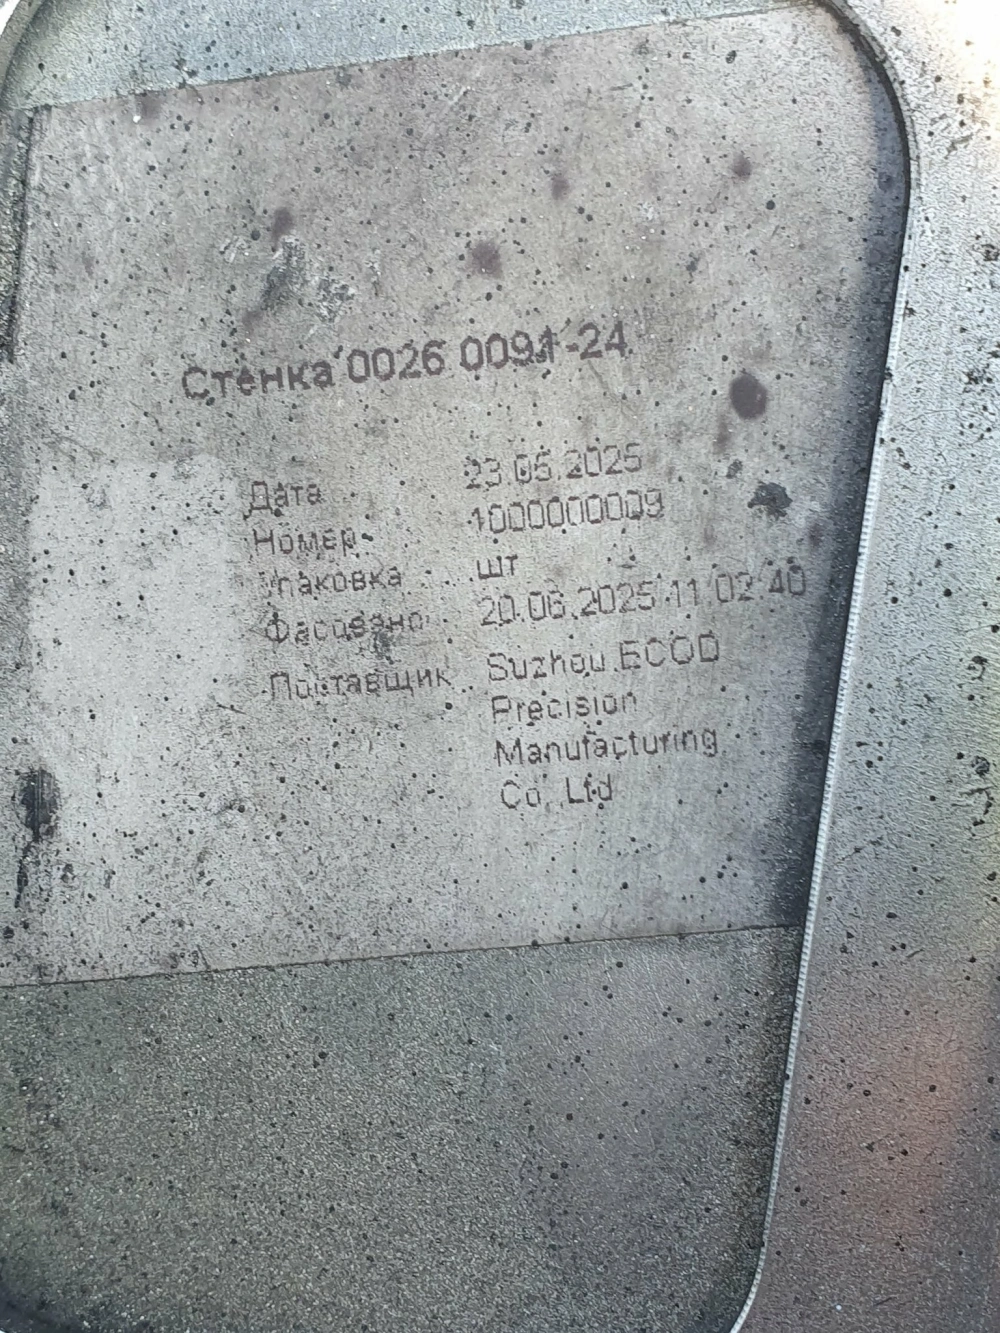 Стенка 0026 0091-24
Дата 23.05.2025
Номер 1000000009
Упаковка шт
Фасовано 20.06.2025 11 02 40
Поставщик Suzhou ECOD
Precision
Manufacturing
Co, Ltd